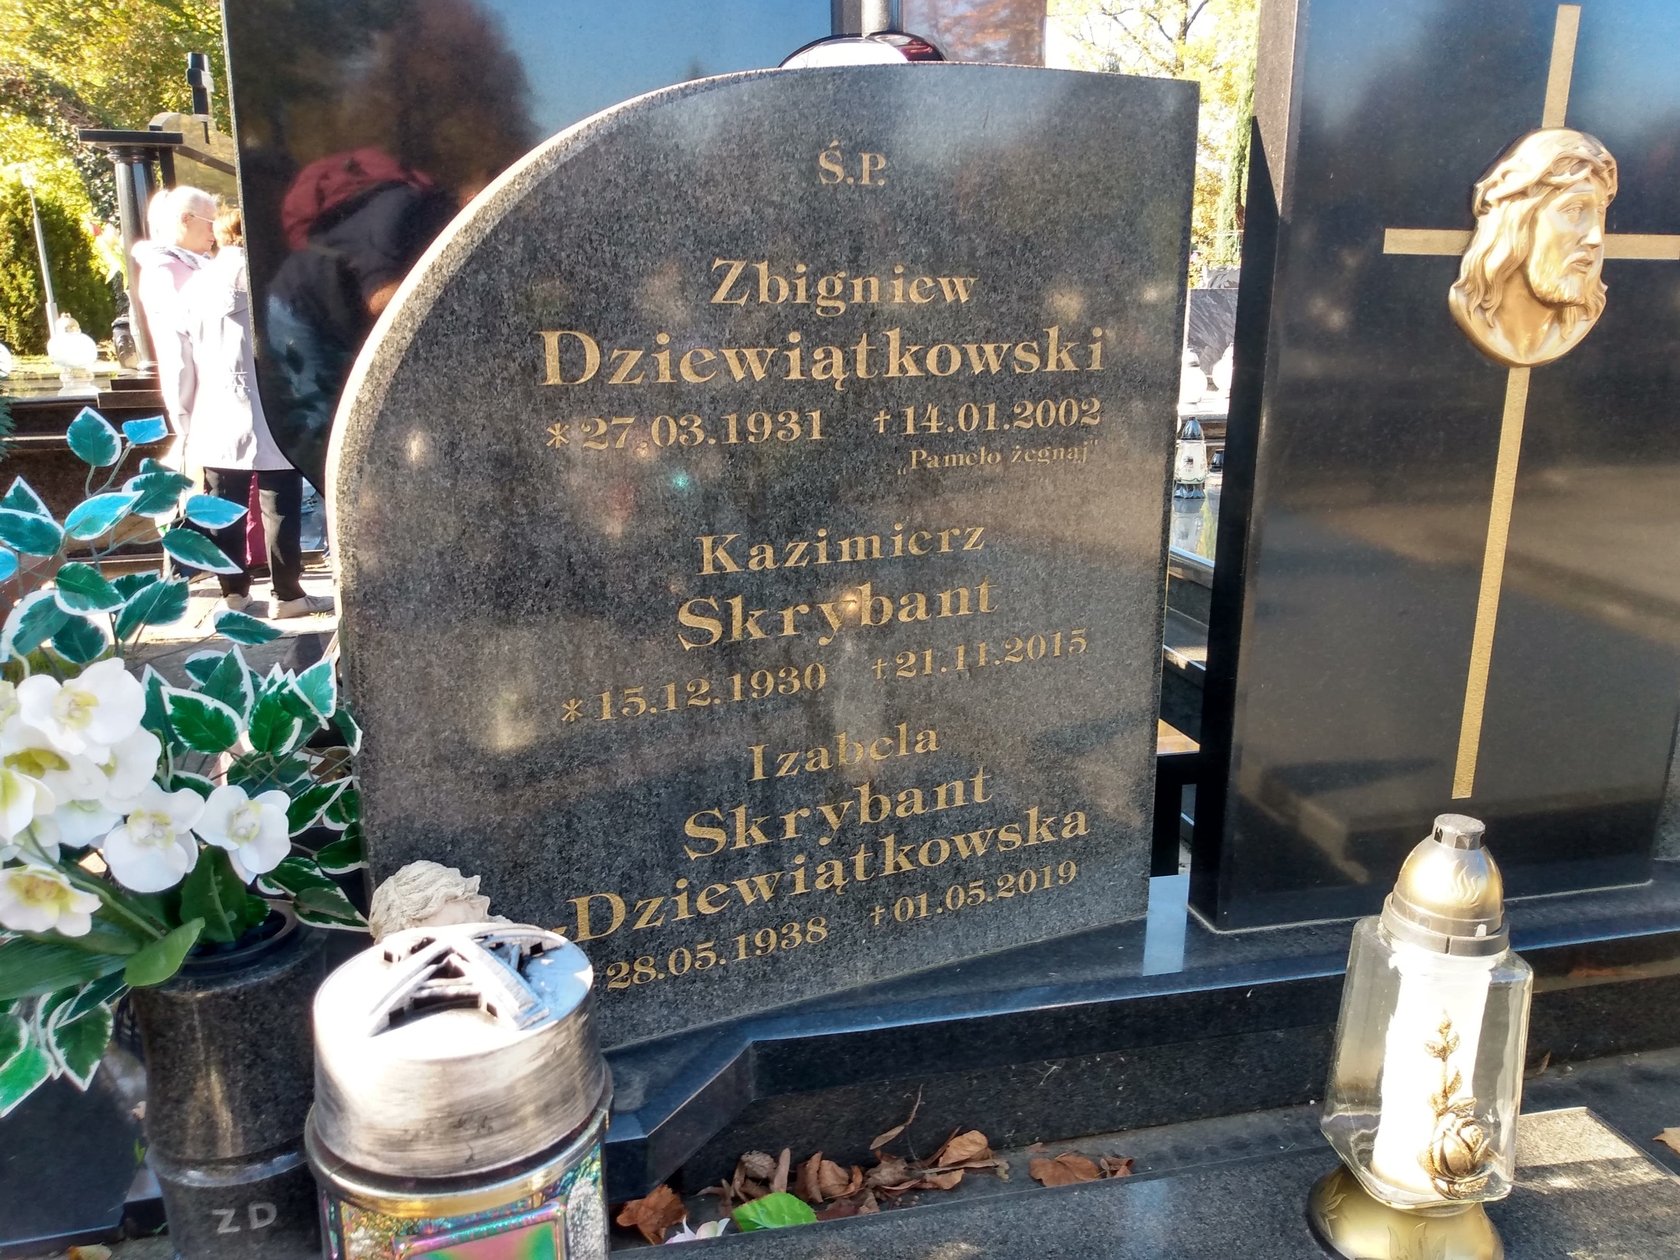 Ś.P.
Zbigniew
Dziewiątkowski
*27.03.1931 †14.01.2002
„Pamelo żegnaj"
Kazimierz
Skrybant
*15.12.1930 †21.11.2015
Izabela
Skrybant
-Dziewiątkowska
28.05.1938 †01.05.2019
ZD